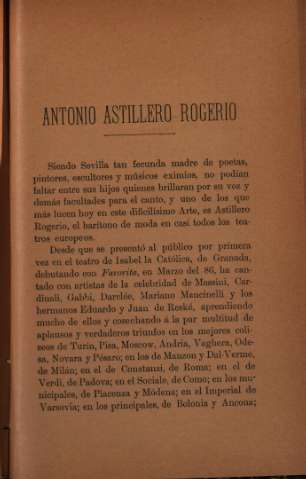 ANTONIO ASTILLERO ROGERIO
Siendo Sevilla tan fecunda madre de poetas,
pintores, escultores y músicos eximios, no podían
faltar entre sus hijos quienes brillaran por su voz y
demás facultades para el canto, y uno de los que
más lucen hoy en este dificilísimo Arte, es Astillero
Rogerio, el barítono de moda en casi todos los tea-
tros europeos.
Desde que se presentó al público por primera
vez en el teatro de Isabel la Católica, de Granada,
debutando con Favorite, en Marzo del 86, ha can-
tado con artistas de la celebridad de Massini, Car-
dinali, Gabbi, Darclée, Mariano Mancinelli y los
hermanos Eduardo y Juan de Reské, aprendiendo
mucho de ellos y cosechando á la par multitud de
aplausos y verdaderos triunfos en los mejores coli-
seos de Turin, Pisa, Moscow, Andria, Vaghera, Ode-
sa, Novara y Pésaro; en los de Manzon y Dal-Verme,
de Milán; en el de Constanzi, de Roma; en el de
Verdi, de Padova; en el Sociale, de Como; en los mu-
nicipales, de Piacenza y Módena; en el Imperial de
Varsovia; en los principales, de Bolonia y Ancona;